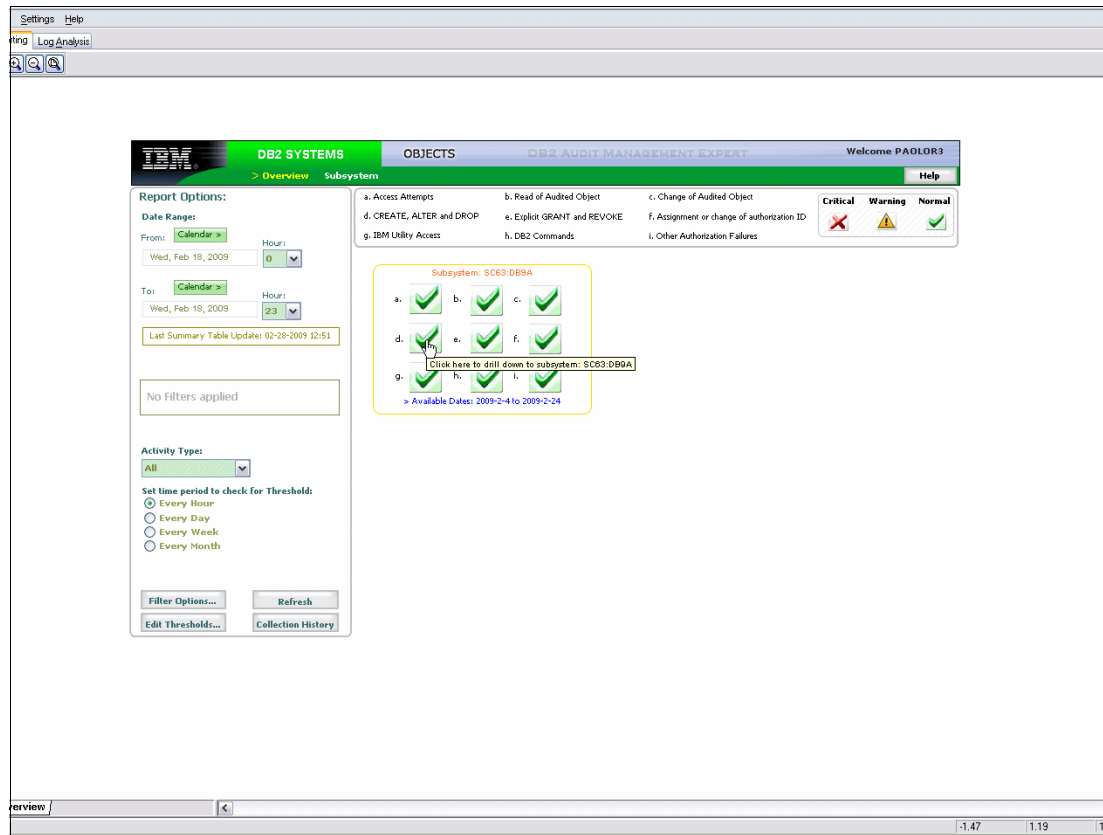 Settings Help
rting Log Analysis
IBM. DB2 SYSTEMS OBJECTS DB2 AUDIT MANAGEMENT EXPERT Welcome PAOLOR3
> Overview Subsystem Help
Report Options:
Date Range:
From: Calendar »
Hour:
Wed, Feb 18, 2009 0
To: Calendar >
Hour:
Wed, Feb 18, 2009 23
Last Summary Table Update: 02-28-2009 12:51
No Filters applied
Activity Type:
All
Set time period to check for Threshold:
Every Hour
Every Day
Every Week
Every Month
Filter Options... Refresh
Edit Thresholds... Collection History
a. Access Attempts b. Read of Audited Object c. Change of Audited Object
d. CREATE, ALTER and DROP e. Explicit GRANT and REVOKE f. Assignment or change of authorization ID
g. IBM Utility Access h. DB2 Commands i. Other Authorization Failures
Critical Warning Normal
Subsystem: SC63:DB9A
a. b. c.
d. e. f.
Click here to drill down to subsystem: SC63:DB9A
g. h. i.
> Available Dates: 2009-2-4 to 2009-2-24
verview
-1.47 1.19 1